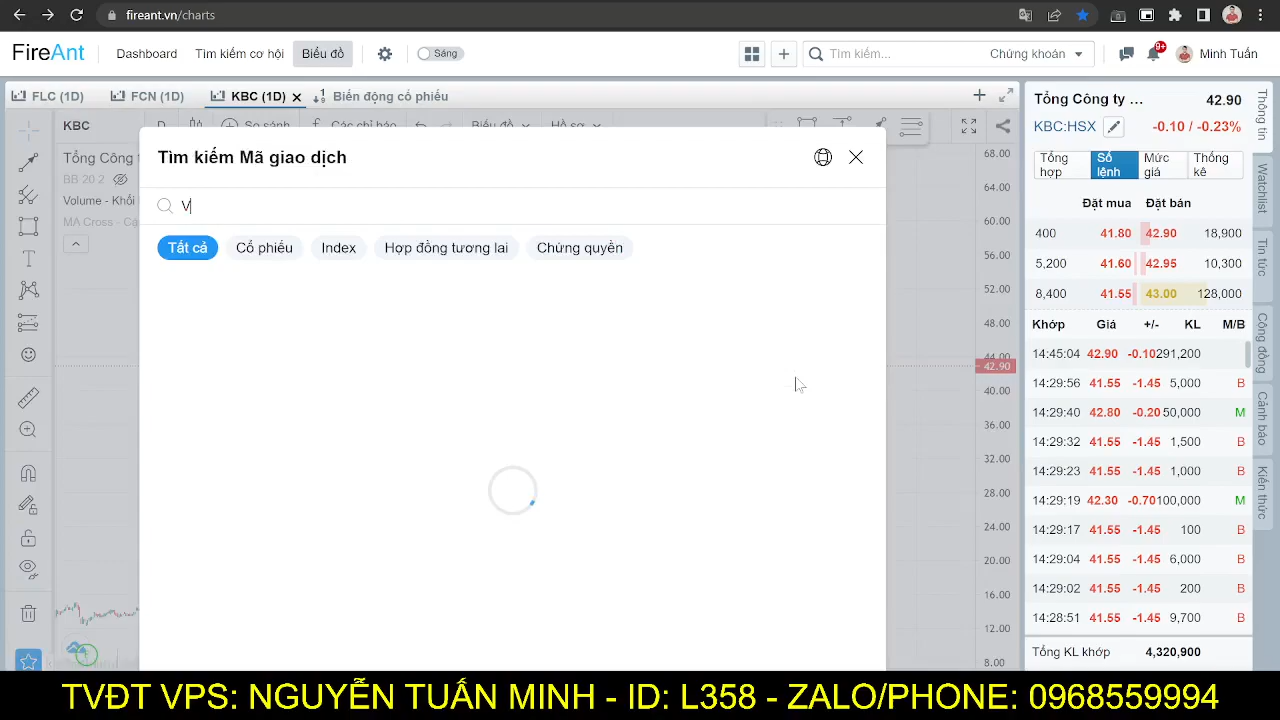 fireant.vn/charts
FireAnt
Dashboard
Tìm kiếm cơ hội
Biểu đồ
Sáng
Tìm kiếm...
Chứng khoán
9+
Minh Tuấn
FLC (1D)
FCN (1D)
KBC (1D)
Biến động cổ phiếu
KBC
D
So sánh
Các chỉ báo
Biểu đồ
Hồ sơ
Tổng Công t
BB 20 2
Volume - Khối
MA Cross - Cá
Tìm kiếm Mã giao dịch
V
Tất cả
Cổ phiếu
Index
Hợp đồng tương lai
Chứng quyền
68.00
64.00
60.00
56.00
52.00
48.00
44.00
42.90
40.00
36.00
32.00
28.00
24.00
20.00
16.00
12.00
8.00
Tổng Công ty ...
42.90
KBC:HSX
-0.10 / -0.23%
Tổng hợp
Số lệnh
Mức giá
Thống kê
Đặt mua
Đặt bán
400 41.80 42.90 18,900
5,200 41.60 42.95 10,300
8,400 41.55 43.00 128,000
Khớp Giá +/- KL M/B
14:45:04 42.90 -0.10 291,200
14:29:56 41.55 -1.45 5,000 B
14:29:40 42.80 -0.20 50,000 M
14:29:32 41.55 -1.45 1,500 B
14:29:23 41.55 -1.45 1,000 B
14:29:19 42.30 -0.70 100,000 M
14:29:17 41.55 -1.45 100 B
14:29:04 41.55 -1.45 6,000 B
14:29:02 41.55 -1.45 200 B
14:28:51 41.55 -1.45 9,700 B
Tổng KL khớp 4,320,900
Thông tin
Watchlist
Tin tức
Cộng đồng
Cảnh báo
Kiến thức
TVĐT VPS: NGUYỄN TUẤN MINH - ID: L358 - ZALO/PHONE: 0968559994